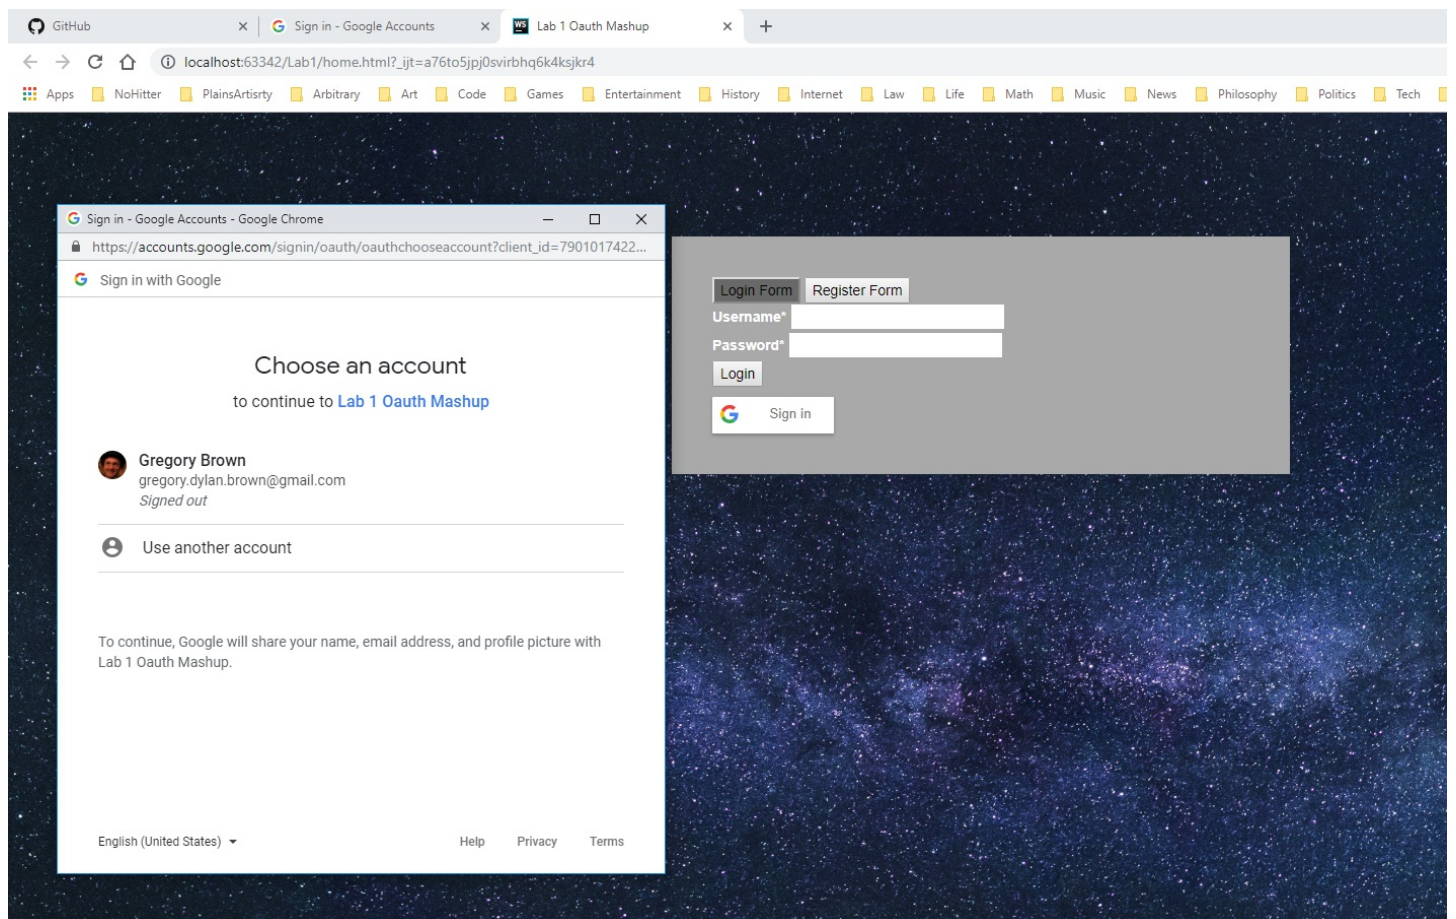 GitHub
Sign in - Google Accounts
WS Lab 1 Oauth Mashup
localhost:63342/Lab1/home.html?_ijt=a76to5jpj0svirbhq6k4ksjkr4
Apps NoHitter PlainsArtisrty Arbitrary Art Code Games Entertainment History Internet Law Life Math Music News Philosophy Politics Tech
Sign in - Google Accounts - Google Chrome
https://accounts.google.com/signin/oauth/oauthchooseaccount?client_id=7901017422...
Sign in with Google
Choose an account
to continue to Lab 1 Oauth Mashup
Gregory Brown
gregory.dylan.brown@gmail.com
Signed out
Use another account
To continue, Google will share your name, email address, and profile picture with
Lab 1 Oauth Mashup.
English (United States) Help Privacy Terms
Login Form Register Form
Username*
Password*
Login
Sign in